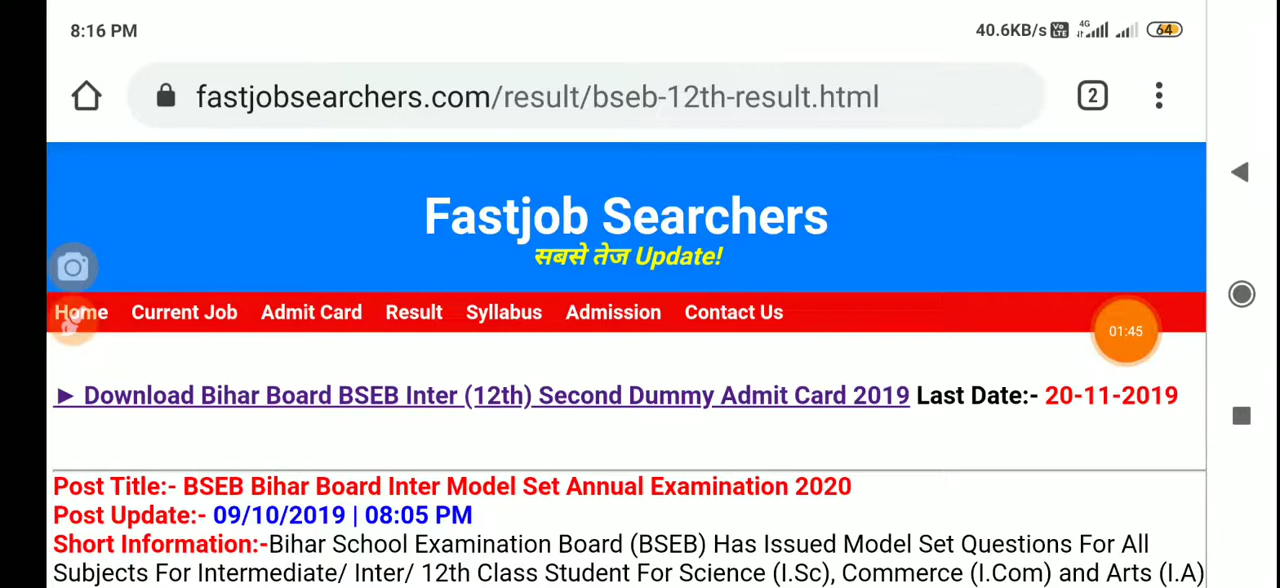 8:16 PM 40.6KB/s Vo LTE 4G 64
fastjobsearchers.com/result/bseb-12th-result.html 2
Fastjob Searchers
सबसे तेज Update!
Home Current Job Admit Card Result Syllabus Admission Contact Us
01:45
► Download Bihar Board BSEB Inter (12th) Second Dummy Admit Card 2019 Last Date:- 20-11-2019
Post Title:- BSEB Bihar Board Inter Model Set Annual Examination 2020
Post Update:- 09/10/2019 | 08:05 PM
Short Information:-Bihar School Examination Board (BSEB) Has Issued Model Set Questions For All
Subjects For Intermediate/ Inter/ 12th Class Student For Science (I.Sc), Commerce (I.Com) and Arts (I.A)